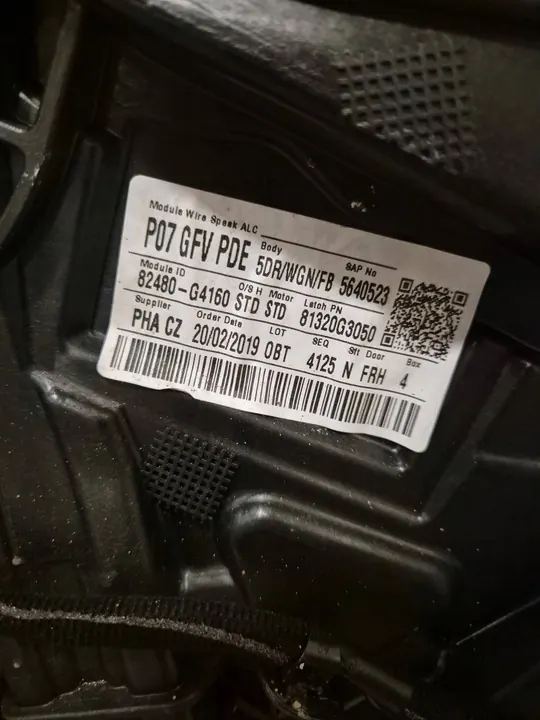 Module Wire Speak ALC Body SAP No
P07 GFV PDE 5DR/WGN/FB 5640523
Module ID O/S H Motor Latch PN
82480-G4160 STD STD 81320G3050
Supplier Order Date LOT SEQ Sft Door Box
PHA CZ 20/02/2019 0BT 4125 N FRH 4